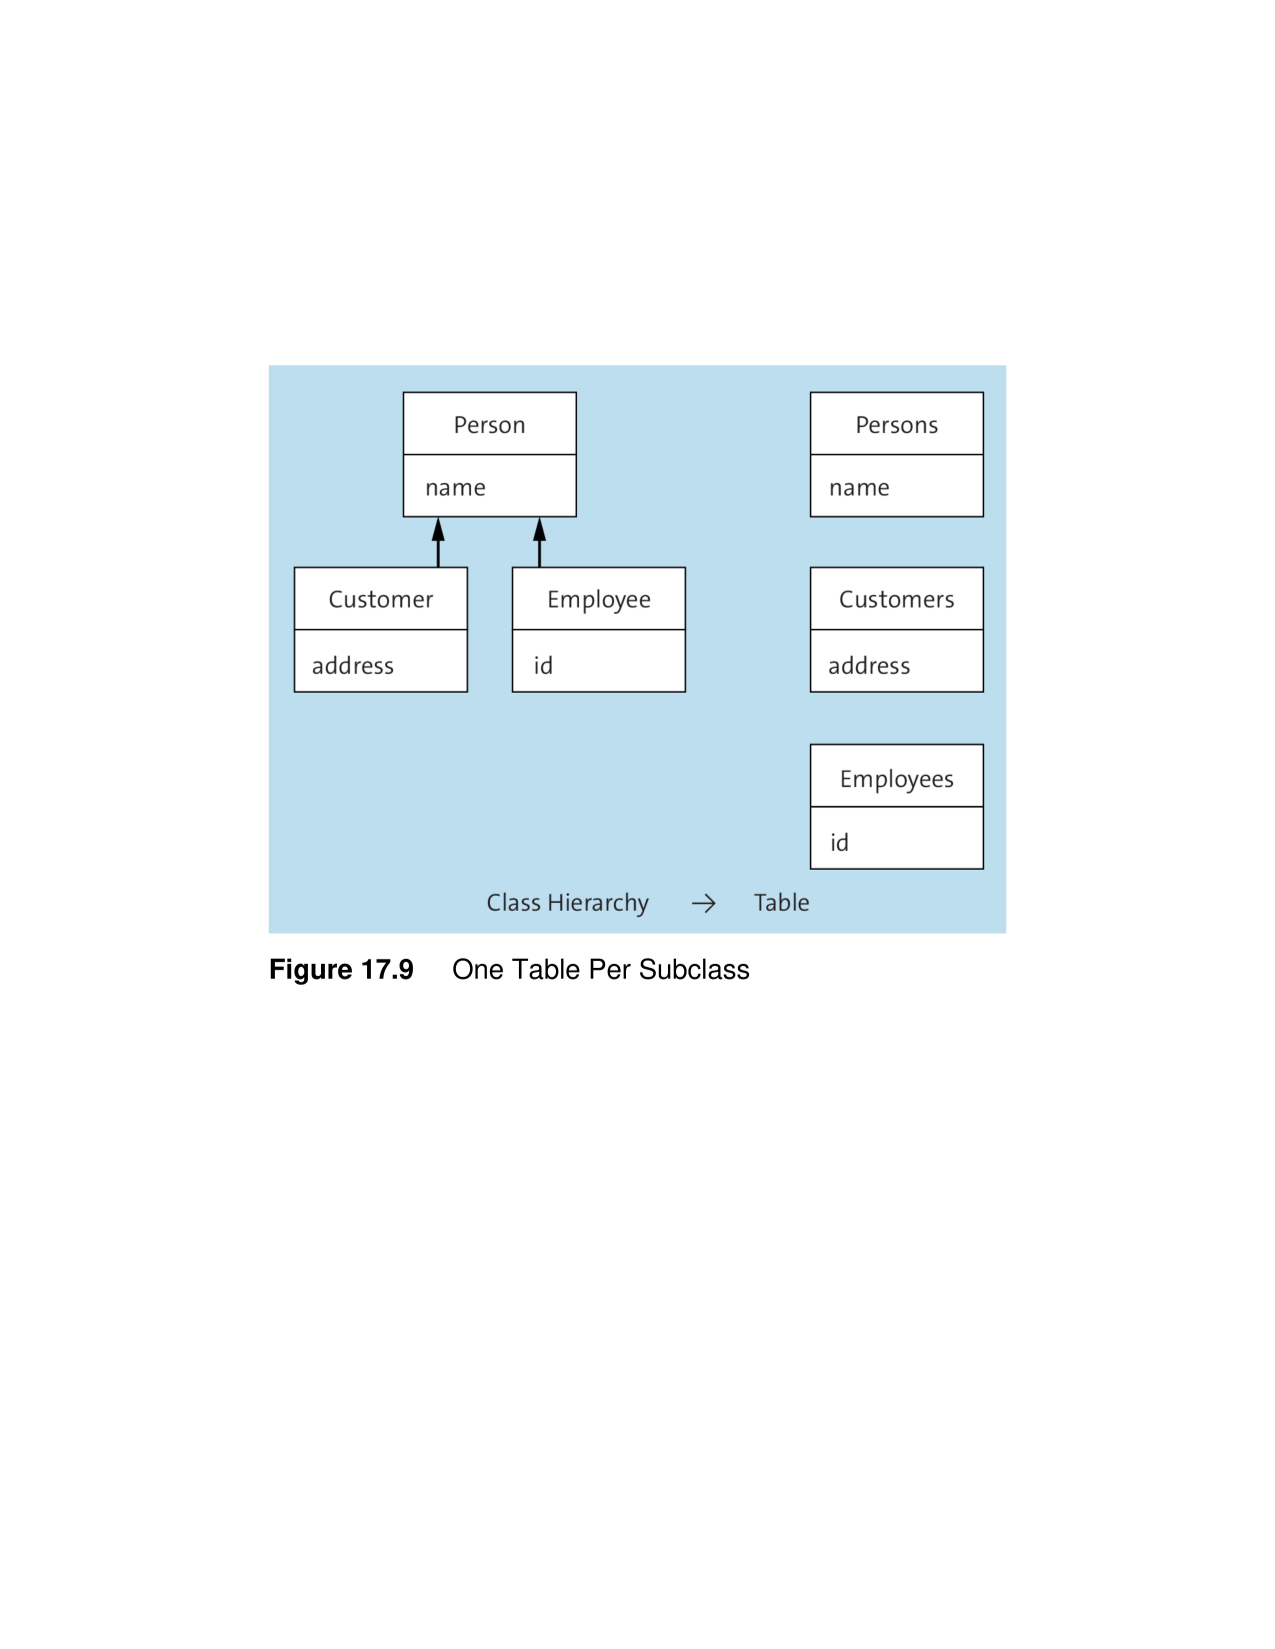 Person
name
Customer
address
Employee
id
Persons
name
Customers
address
Employees
id
Class Hierarchy → Table
Figure 17.9 One Table Per Subclass